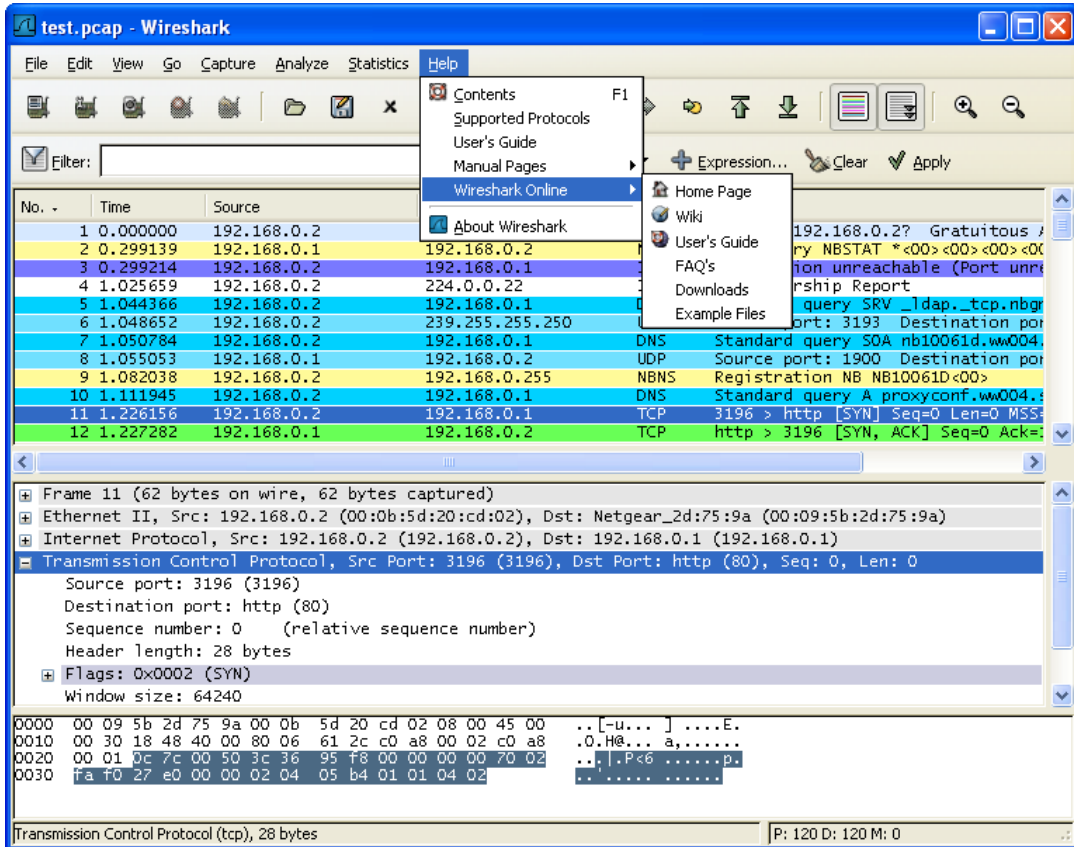 test.pcap - Wireshark
File Edit View Go Capture Analyze Statistics Help
Contents F1
Supported Protocols
User's Guide
Manual Pages
Wireshark Online
About Wireshark
Home Page
Wiki
User's Guide
FAQ's
Downloads
Example Files
Filter: Expression... Clear Apply
No. - Time Source
1 0.000000 192.168.0.2 192.168.0.2? Gratuitous
2 0.299139 192.168.0.1 192.168.0.2 NBSTAT *<00><00><00><00
3 0.299214 192.168.0.2 192.168.0.1 unreachable (Port
4 1.025659 192.168.0.2 224.0.0.22 Report
5 1.044366 192.168.0.2 192.168.0.1 query SRV _ldap._tcp.nbgr
6 1.048652 192.168.0.2 239.255.255.250 3193 Destination por
7 1.050784 192.168.0.2 192.168.0.1 DNS Standard query SOA nb10061d.ww004.
8 1.055053 192.168.0.1 192.168.0.2 UDP Source port: 1900 Destination por
9 1.082038 192.168.0.2 192.168.0.255 NBNS Registration NB NB10061D<00>
10 1.111945 192.168.0.2 192.168.0.1 DNS Standard query A proxyconf.ww004.s
11 1.226156 192.168.0.2 192.168.0.1 TCP 3196 > http [SYN] Seq=0 Len=0 MSS=
12 1.227282 192.168.0.1 192.168.0.2 TCP http > 3196 [SYN, ACK] Seq=0 Ack=1
Frame 11 (62 bytes on wire, 62 bytes captured)
Ethernet II, Src: 192.168.0.2 (00:0b:5d:20:cd:02), Dst: Netgear_2d:75:9a (00:09:5b:2d:75:9a)
Internet Protocol, Src: 192.168.0.2 (192.168.0.2), Dst: 192.168.0.1 (192.168.0.1)
Transmission Control Protocol, Src Port: 3196 (3196), Dst Port: http (80), Seq: 0, Len: 0
Source port: 3196 (3196)
Destination port: http (80)
Sequence number: 0 (relative sequence number)
Header length: 28 bytes
Flags: 0x0002 (SYN)
Window size: 64240
0000 00 09 5b 2d 75 9a 00 0b 5d 20 cd 02 08 00 45 00 ..[-u... ] ....E.
0010 00 30 18 48 40 00 80 06 61 2c c0 a8 00 02 c0 a8 .0.H@... a,......
0020 00 01 0c 7c 00 50 3c 36 95 f8 00 00 00 00 70 02 ...|.P<6 ......p.
0030 fa f0 27 e0 00 00 02 04 05 b4 01 01 04 02 ..'..... ......
Transmission Control Protocol (tcp), 28 bytes P: 120 D: 120 M: 0